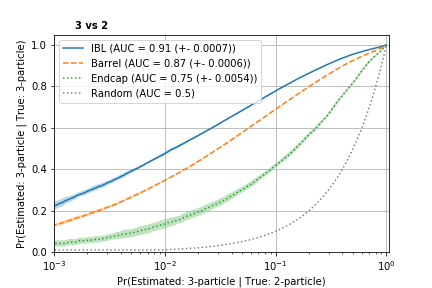 3 vs 2
IBL (AUC = 0.91 (+- 0.0007))
Barrel (AUC = 0.87 (+- 0.0006))
Endcap (AUC = 0.75 (+- 0.0054))
Random (AUC = 0.5)
Pr(Estimated: 3-particle | True: 3-particle)
1.0
0.8
0.6
0.4
0.2
0.0
10⁻³
10⁻²
10⁻¹
10⁰
Pr(Estimated: 3-particle | True: 2-particle)